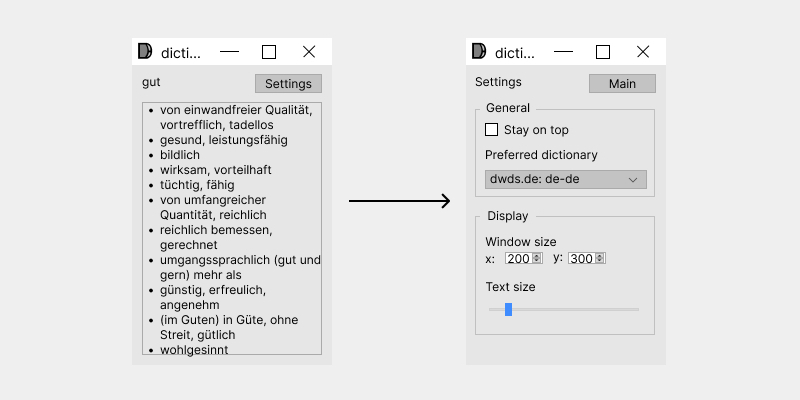 dicti...
gut
Settings
• von einwandfreier Qualität,
vortrefflich, tadellos
• gesund, leistungsfähig
• bildlich
• wirksam, vorteilhaft
• tüchtig, fähig
• von umfangreicher
Quantität, reichlich
• reichlich bemessen,
gerechnet
• umgangssprachlich (gut und
gern) mehr als
• günstig, erfreulich,
angenehm
• (im Guten) in Güte, ohne
Streit, gütlich
• wohlgesinnt
dicti...
Settings
Main
General
Stay on top
Preferred dictionary
dwds.de: de-de
Display
Window size
x: 200 y: 300
Text size